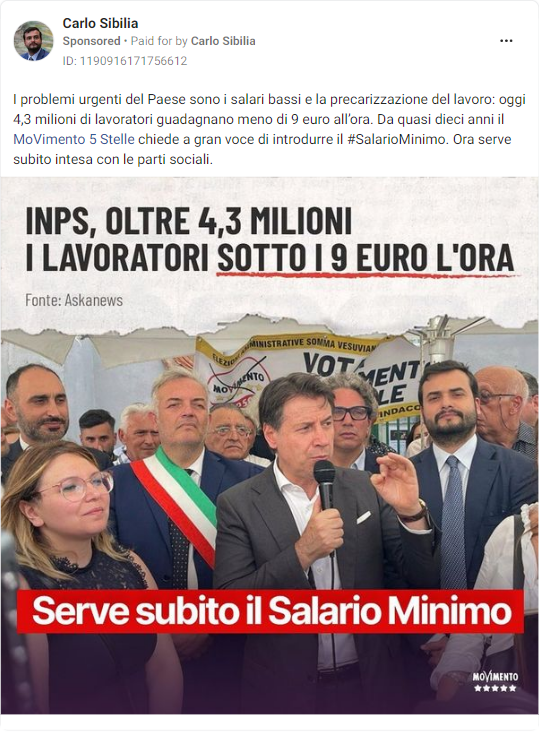 Carlo Sibilia
Sponsored • Paid for by Carlo Sibilia
ID: 1190916171756612
I problemi urgenti del Paese sono i salari bassi e la precarizzazione del lavoro: oggi
4,3 milioni di lavoratori guadagnano meno di 9 euro all'ora. Da quasi dieci anni il
MoVimento 5 Stelle chiede a gran voce di introdurre il #SalarioMinimo. Ora serve
subito intesa con le parti sociali.
INPS, OLTRE 4,3 MILIONI
I LAVORATORI SOTTO I 9 EURO L'ORA
Fonte: Askanews
SOMMA VESUVIANA
MOVIMENTO
SINDACO
Serve subito il Salario Minimo
MOVIMENTO